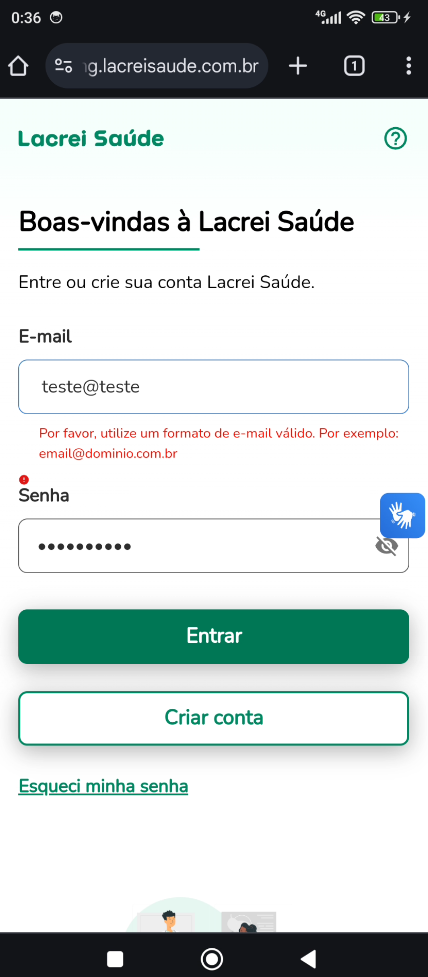 0:36
4G
43
ng.lacreisaude.com.br
1
Lacrei Saúde
Boas-vindas à Lacrei Saúde
Entre ou crie sua conta Lacrei Saúde.
E-mail
teste@teste
Por favor, utilize um formato de e-mail válido. Por exemplo:
email@dominio.com.br
Senha
Entrar
Criar conta
Esqueci minha senha